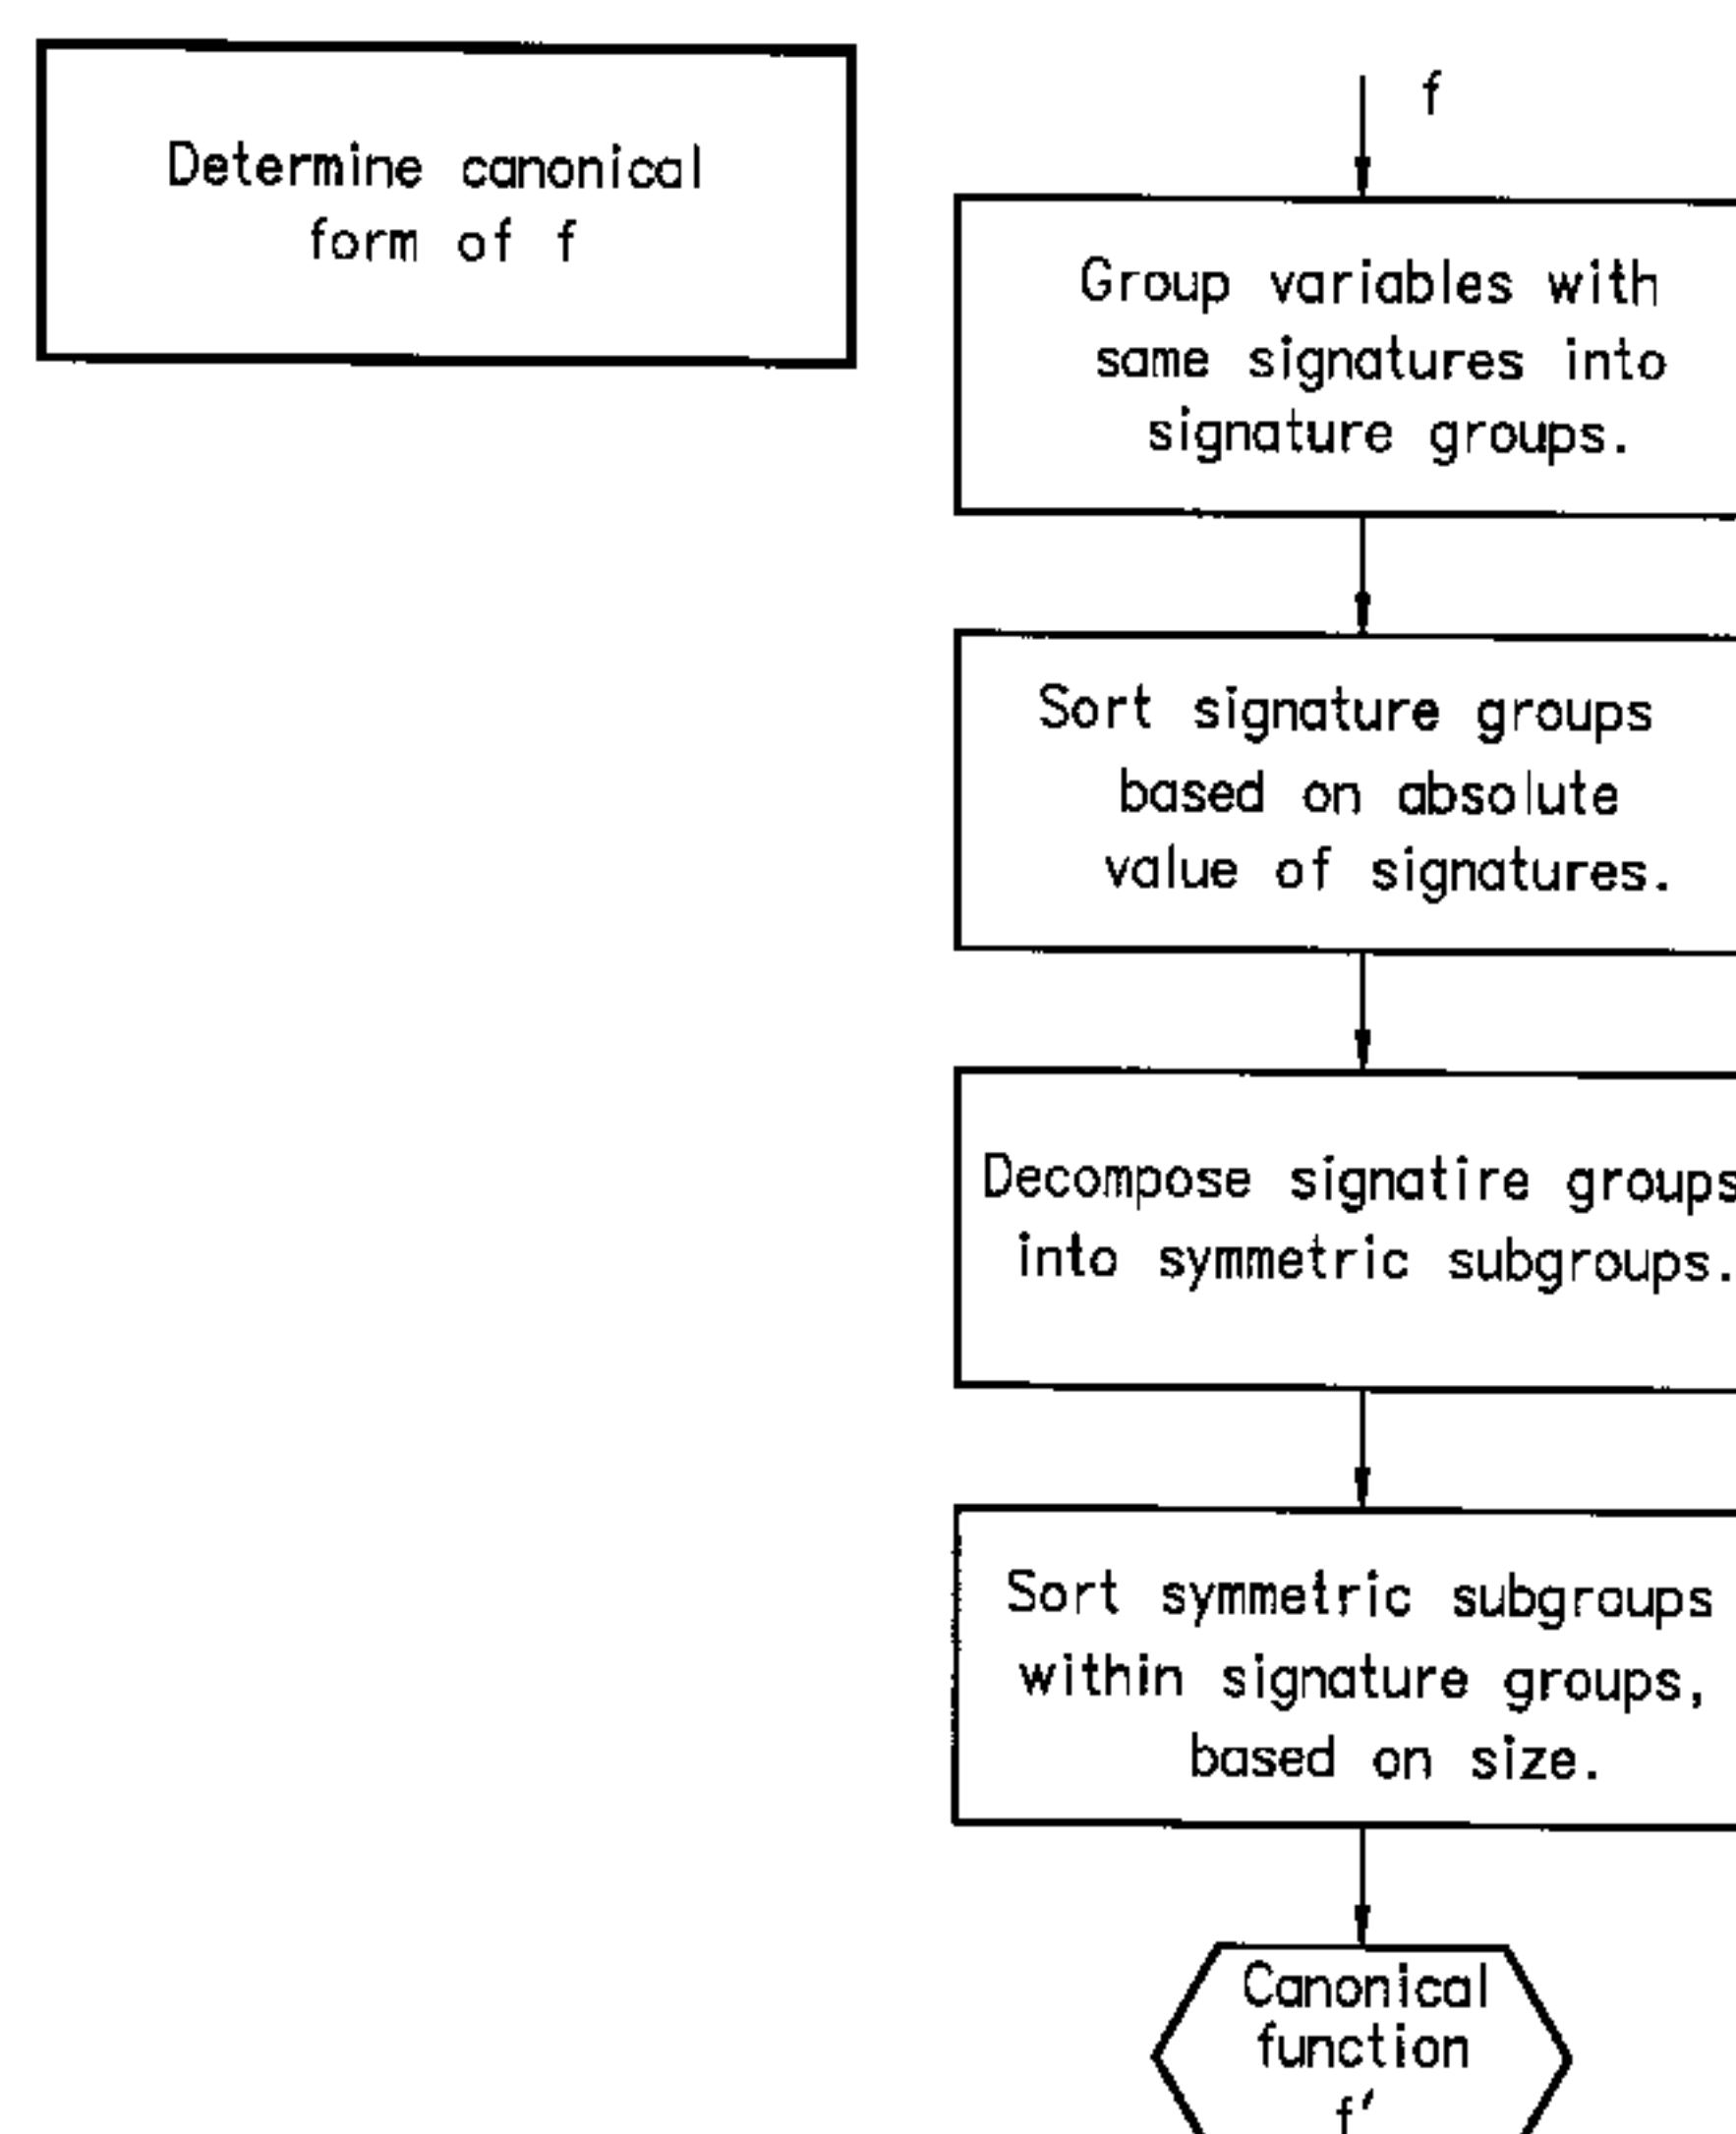 Determine canonical
form of f
f
Group variables with
same signatures into
signature groups.
Sort signature groups
based on absolute
value of signatures.
Decompose signatire groups
into symmetric subgroups.
Sort symmetric subgroups
within signature groups,
based on size.
Canonical
function
f′